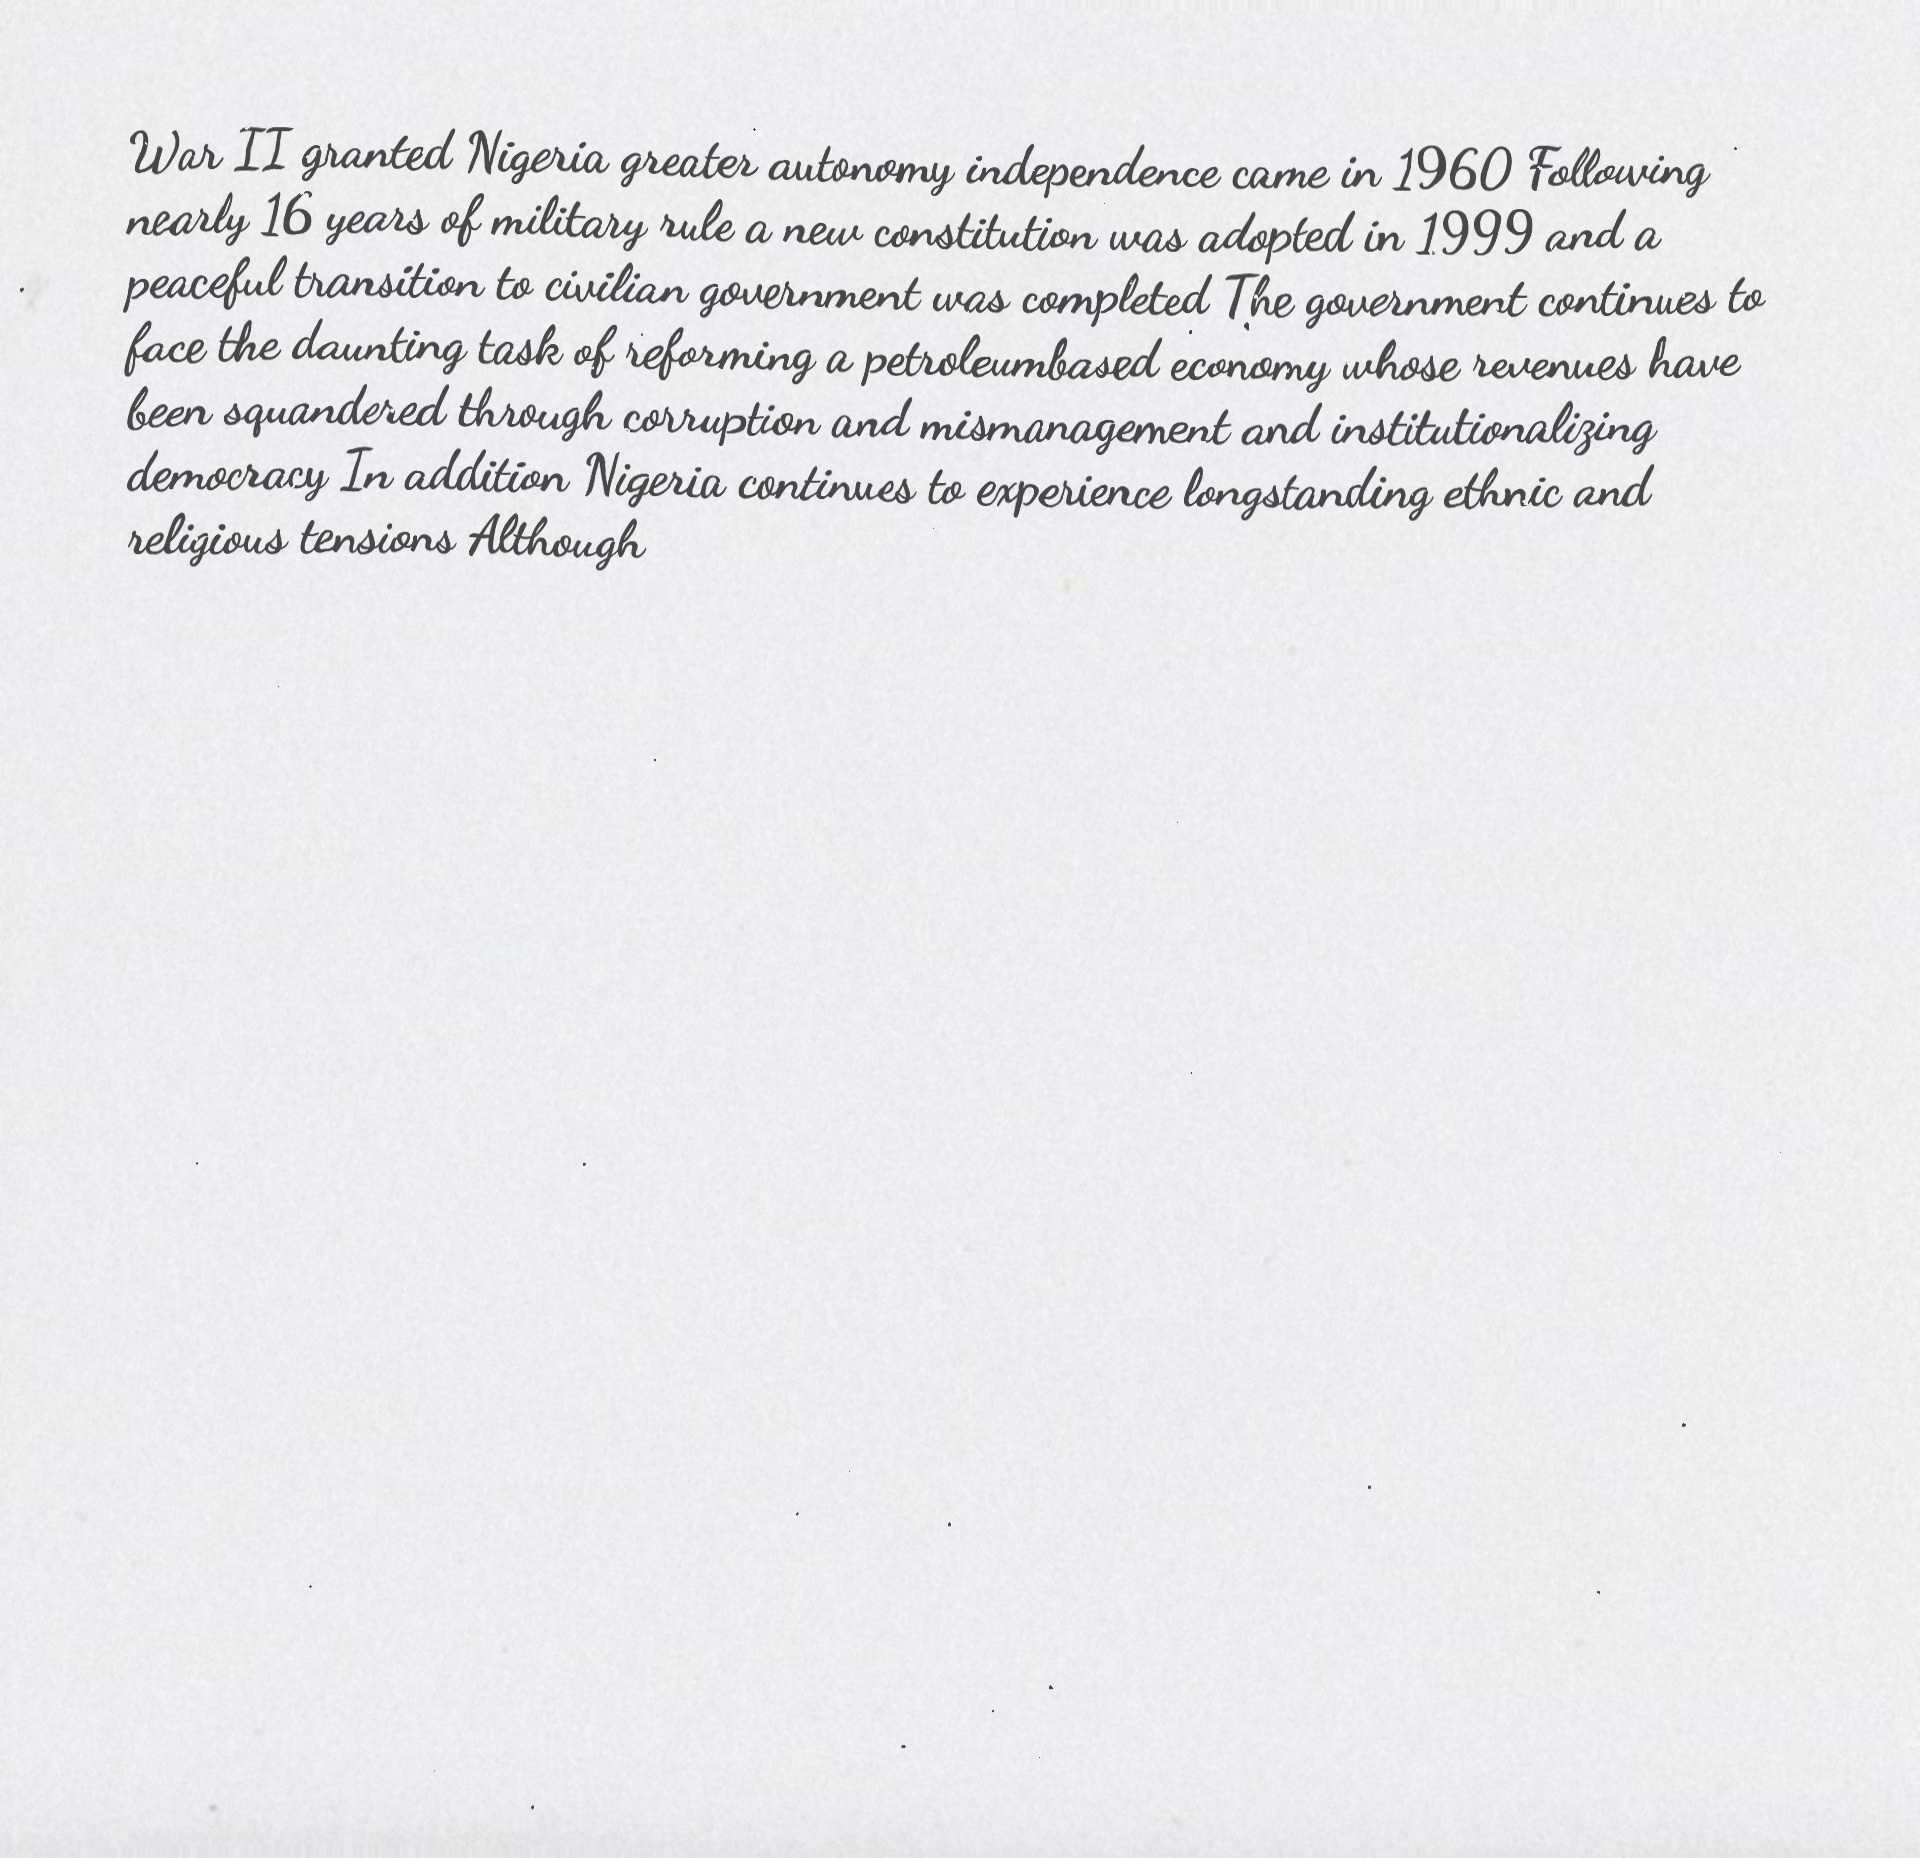 War II granted Nigeria greater autonomy independence came in 1960 Following
nearly 16 years of military rule a new constitution was adopted in 1999 and a
peaceful transition to civilian government was completed The government continues to
face the daunting task of reforming a petroleumbased economy whose revenues have
been squandered through corruption and mismanagement and institutionalizing
democracy In addition Nigeria continues to experience longstanding ethnic and
religious tensions Although